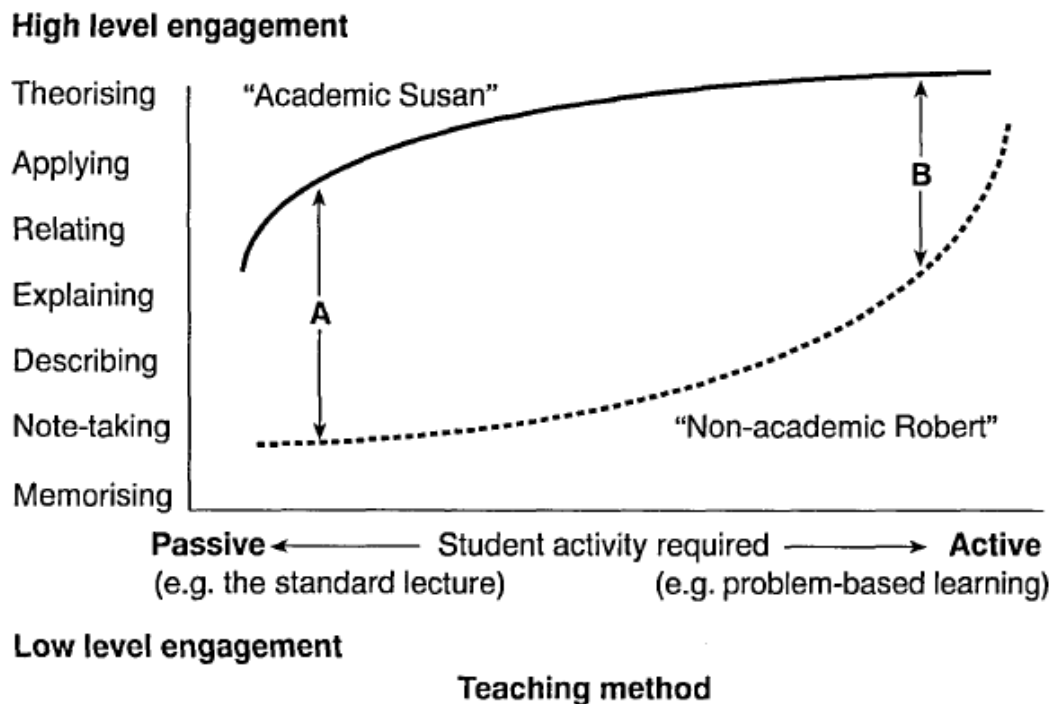 High level engagement
Theorising
"Academic Susan"
Applying
B
Relating
Explaining
A
Describing
Note-taking
"Non-academic Robert"
Memorising
Passive Student activity required Active
(e.g. the standard lecture) (e.g. problem-based learning)
Low level engagement
Teaching method